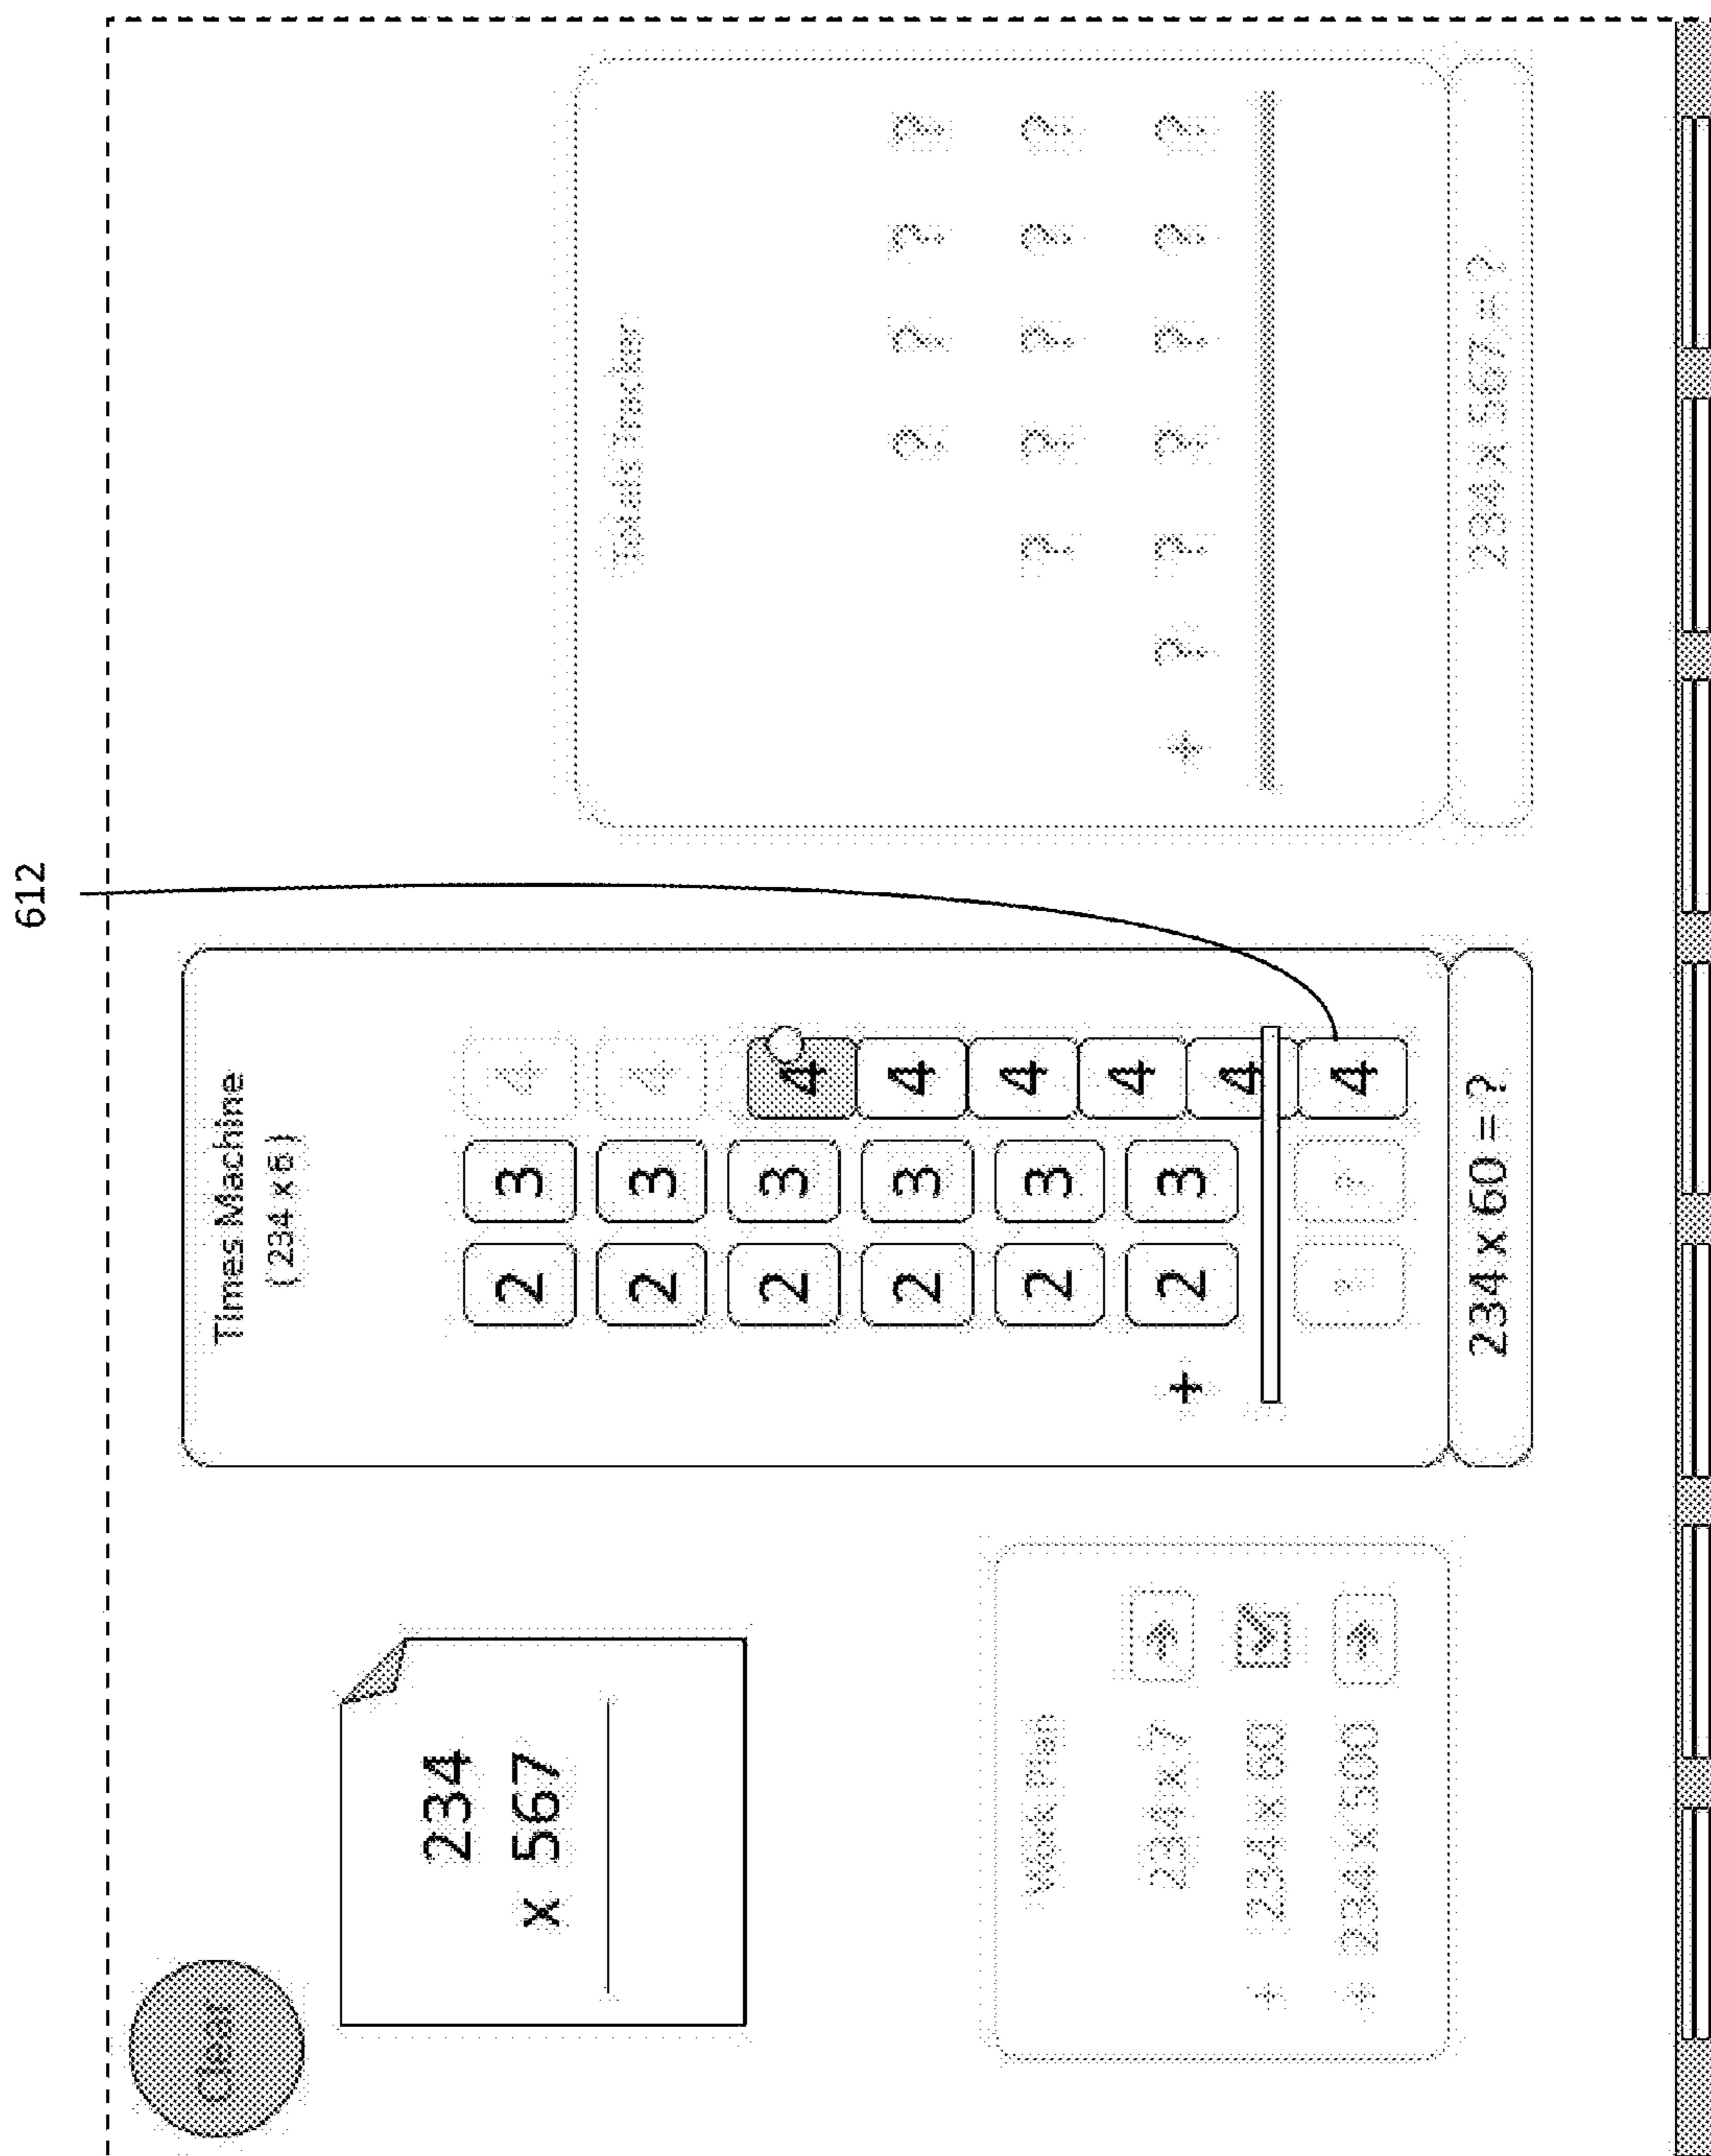 612
Clear
234
x 567
Work Plan
234 x 7
+ 234 x 60
+ 234 x 500
Times Machine
( 234 x 6 )
2 3 4
2 3 4
2 3 4
2 3 4
2 3 4
+ 2 3 4
4
? ? 4
234 x 60 = ?
Totals Tracker
? ? ? ?
? ? ? ? ?
+ ? ? ? ? ? ?
234 x 567 = ?